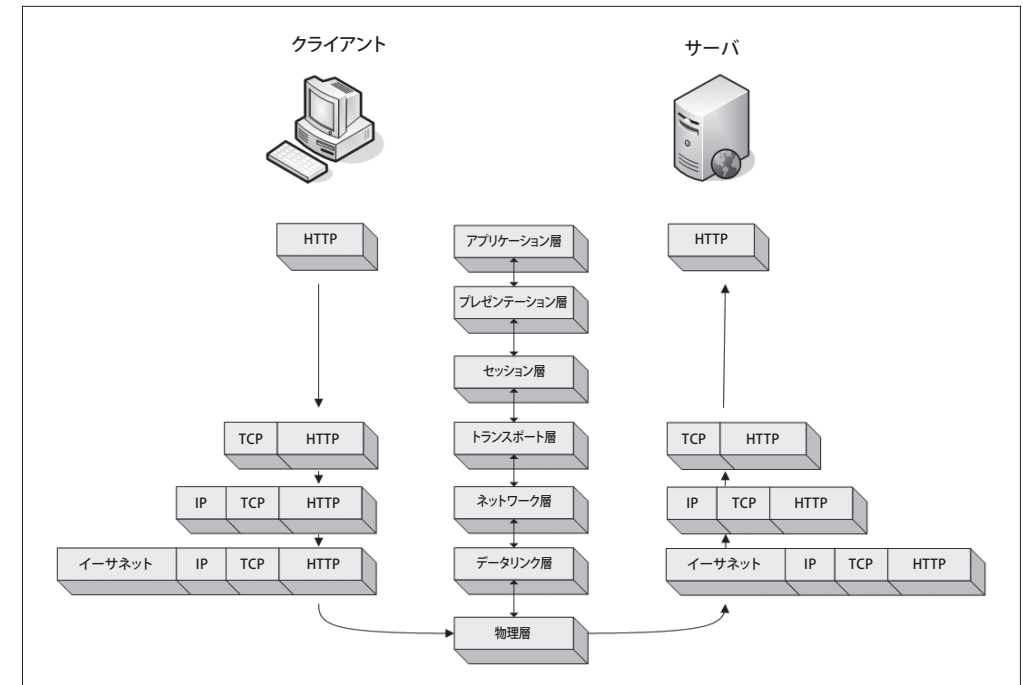 クライアント
サーバ
HTTP
アプリケーション層
HTTP
プレゼンテーション層
セッション層
TCP HTTP
トランスポート層
TCP HTTP
IP TCP HTTP
ネットワーク層
IP TCP HTTP
イーサネット IP TCP HTTP
データリンク層
イーサネット IP TCP HTTP
物理層